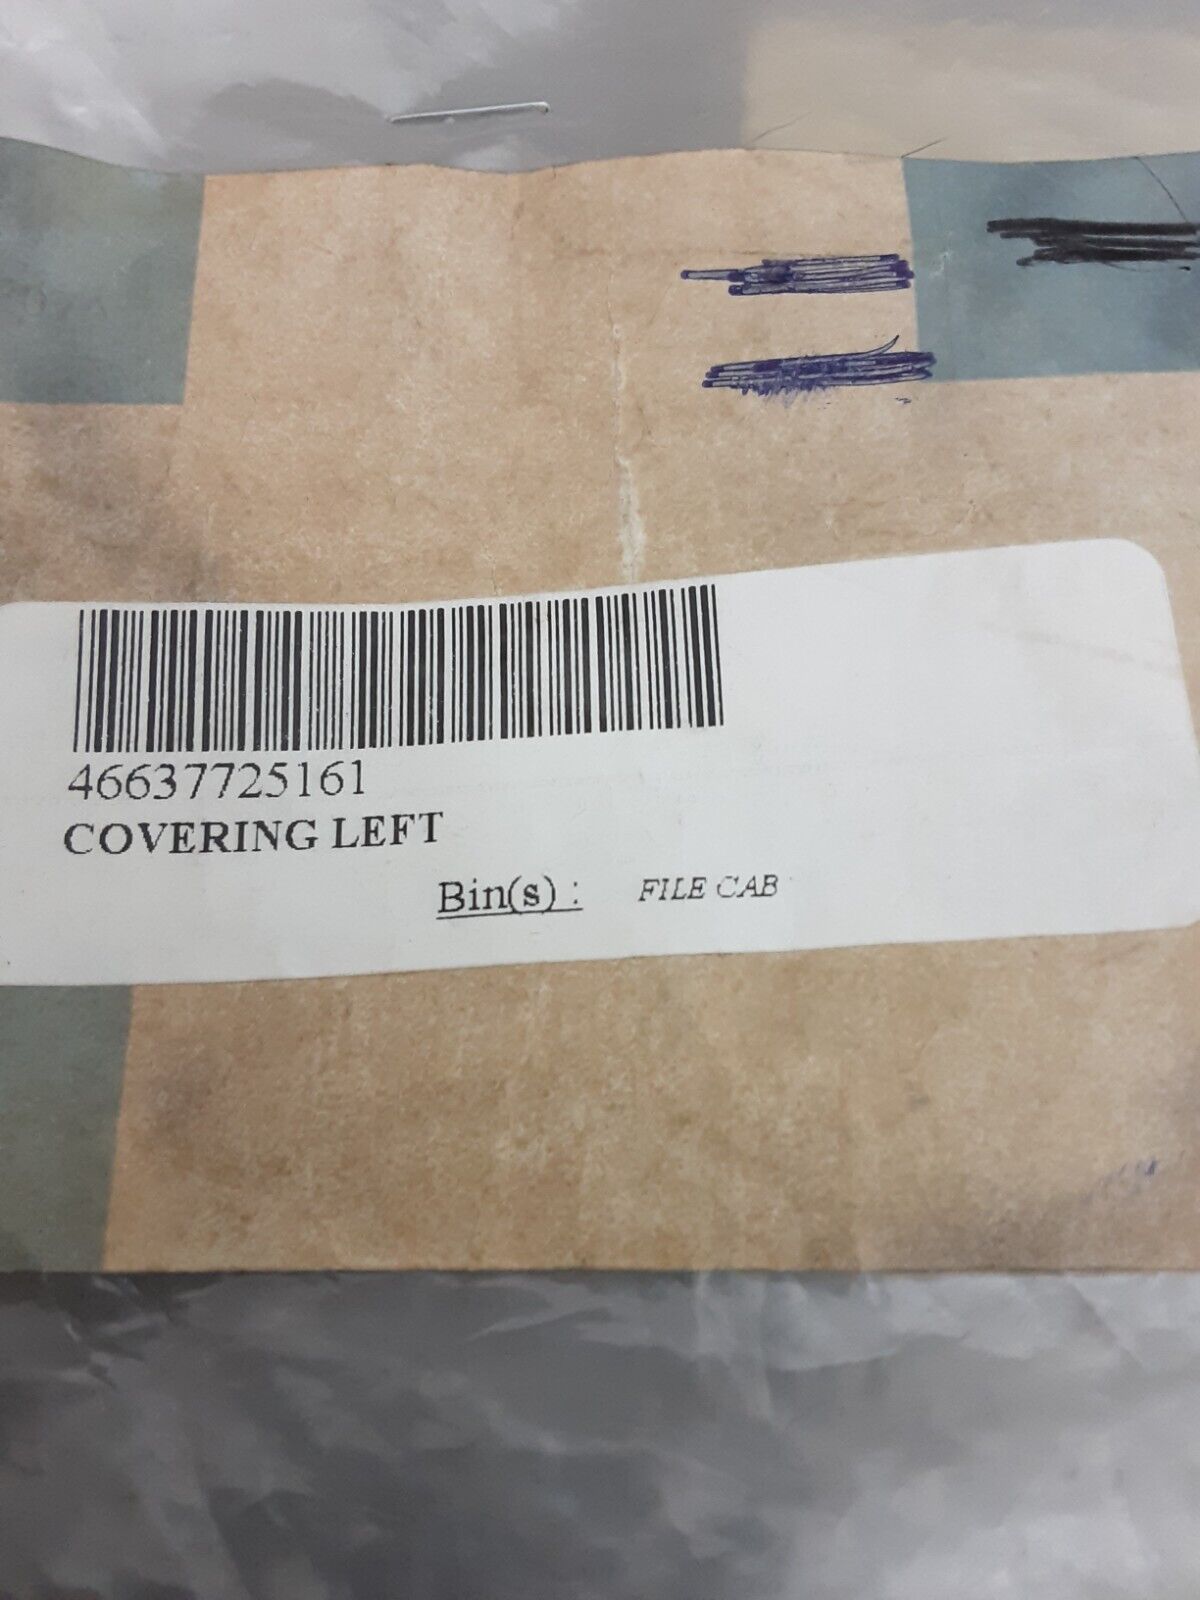 46637725161
COVERING LEFT
Bin(s) : FILE CAB